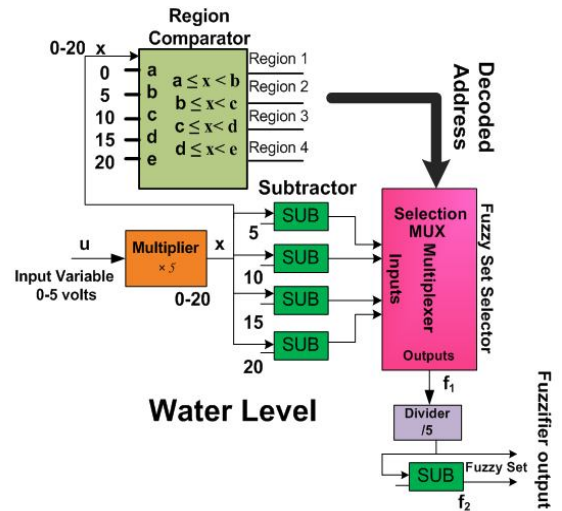 Region
Comparator
0-20 x
0
5
10
15
20
a
b
c
d
e
a ≤ x < b
b ≤ x < c
c ≤ x < d
d ≤ x < e
Region 1
Region 2
Region 3
Region 4
Decoded
Address
Subtractor
SUB
5
SUB
10
SUB
15
SUB
20
u
Input Variable
0-5 volts
Multiplier
× 5
x
0-20
Selection
MUX
Multiplexer
Inputs
Outputs
Fuzzy Set Selector
Water Level
f1
Divider
/5
SUB
Fuzzy Set
f2
Fuzzifier output